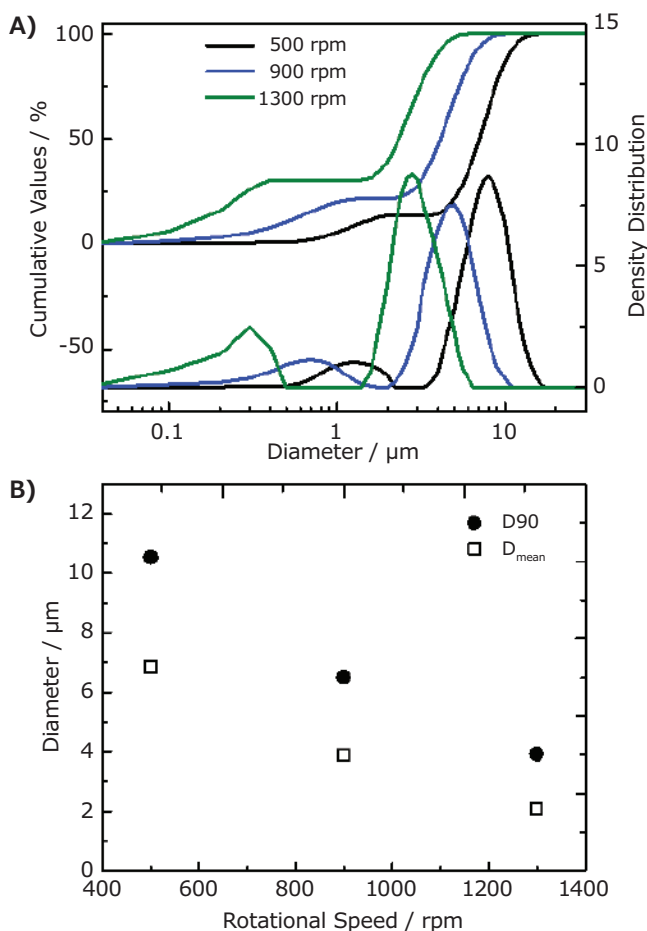 A)
500 rpm
900 rpm
1300 rpm
100
50
0
-50
Cumulative Values / %
15
10
5
0
Density Distribution
0.1
1
10
Diameter / µm
B)
D90
Dmean
12
10
8
6
4
2
0
Diameter / µm
400
600
800
1000
1200
1400
Rotational Speed / rpm